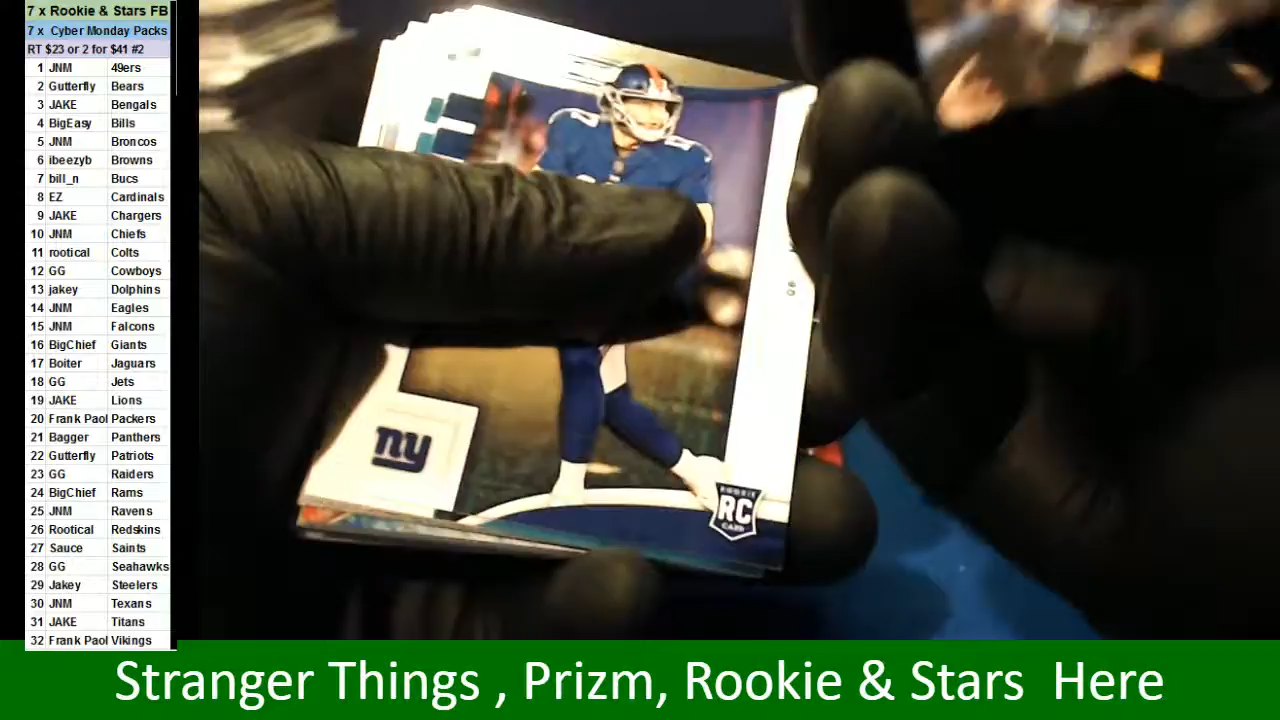 7 x Rookie & Stars FB
7 x Cyber Monday Packs
RT $23 or 2 for $41 #2
1 JNM 49ers
2 Gutterfly Bears
3 JAKE Bengals
4 BigEasy Bills
5 JNM Broncos
6 ibeezyb Browns
7 bill_n Bucs
8 EZ Cardinals
9 JAKE Chargers
10 JNM Chiefs
11 rootical Colts
12 GG Cowboys
13 jakey Dolphins
14 JNM Eagles
15 JNM Falcons
16 BigChief Giants
17 Boiter Jaguars
18 GG Jets
19 JAKE Lions
20 Frank Paol Packers
21 Bagger Panthers
22 Gutterfly Patriots
23 GG Raiders
24 BigChief Rams
25 JNM Ravens
26 Rootical Redskins
27 Sauce Saints
28 GG Seahawks
29 Jakey Steelers
30 JNM Texans
31 JAKE Titans
32 Frank Paol Vikings
ny
ROOKIE
RC
CARD
Stranger Things , Prizm, Rookie & Stars Here